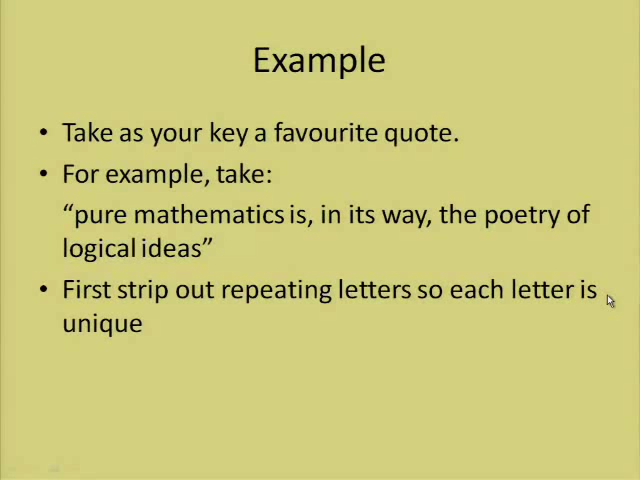 Example
• Take as your key a favourite quote.
• For example, take:
“pure mathematics is, in its way, the poetry of
logical ideas”
• First strip out repeating letters so each letter is
unique